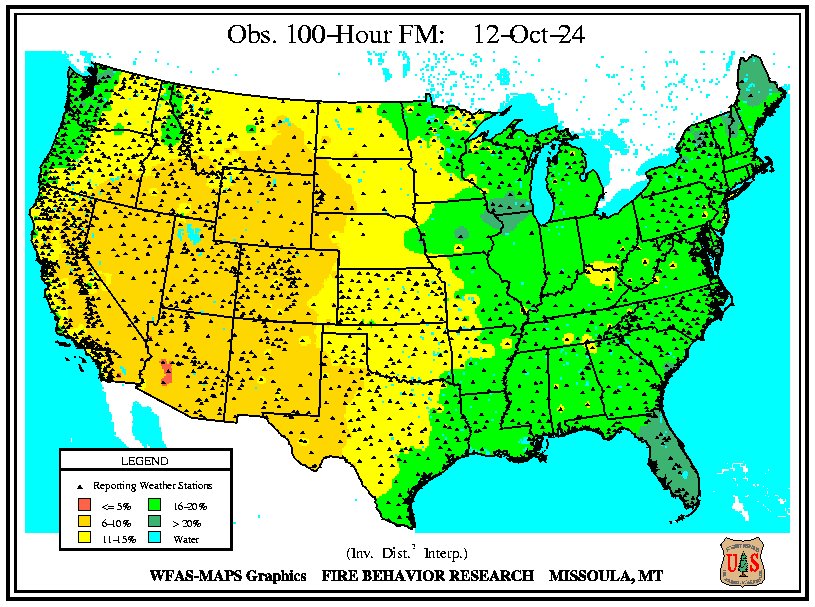 Obs. 100-Hour FM: 12-Oct-24
LEGEND
Reporting Weather Stations
<= 5% 16-20%
6-10% > 20%
11-15% Water
(Inv. Dist.² Interp.)
WFAS-MAPS Graphics FIRE BEHAVIOR RESEARCH MISSOULA, MT
U S